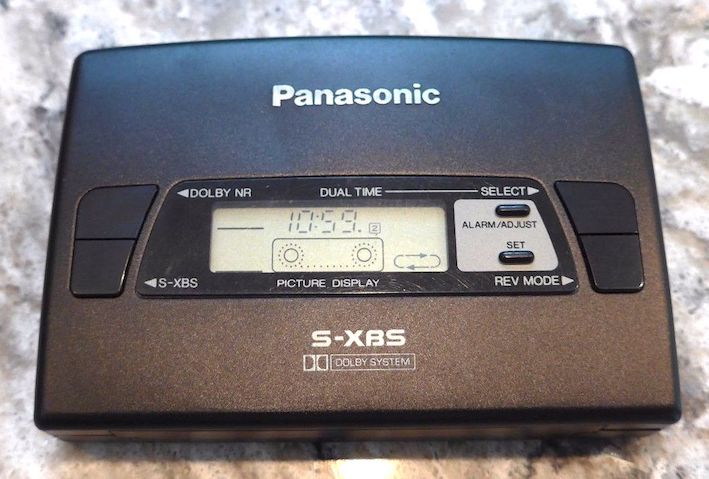 Panasonic
◀DOLBY NR DUAL TIME SELECT▶
10:59. 2
ALARM/ADJUST
SET
◀S-XBS PICTURE DISPLAY REV MODE▶
S-XBS
DOLBY SYSTEM